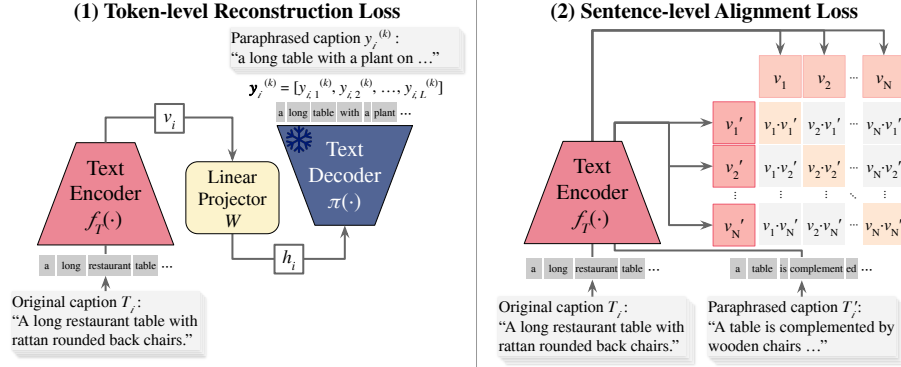 (1) Token-level Reconstruction Loss
Paraphrased caption y_i^(k) :
“a long table with a plant on …”
y_i^(k) = [y_{i,1}^(k), y_{i,2}^(k), …, y_{i,L}^(k)]
a long table with a plant …
v_i
Text
Encoder
f_T(·)
Linear
Projector
W
Text
Decoder
π(·)
h_i
a long restaurant table …
Original caption T_i :
“A long restaurant table with
rattan rounded back chairs.”
(2) Sentence-level Alignment Loss
v_1 v_2 … v_N
v_1′ v_1·v_1′ v_2·v_1′ … v_N·v_1′
v_2′ v_1·v_2′ v_2·v_2′ … v_N·v_2′
⋮ ⋮ ⋮ ⋱ ⋮
v_N′ v_1·v_N′ v_2·v_N′ … v_N·v_N′
Text
Encoder
f_T(·)
a long restaurant table …
a table is complement ed …
Original caption T_i :
“A long restaurant table with
rattan rounded back chairs.”
Paraphrased caption T_i′:
“A table is complemented by
wooden chairs …”